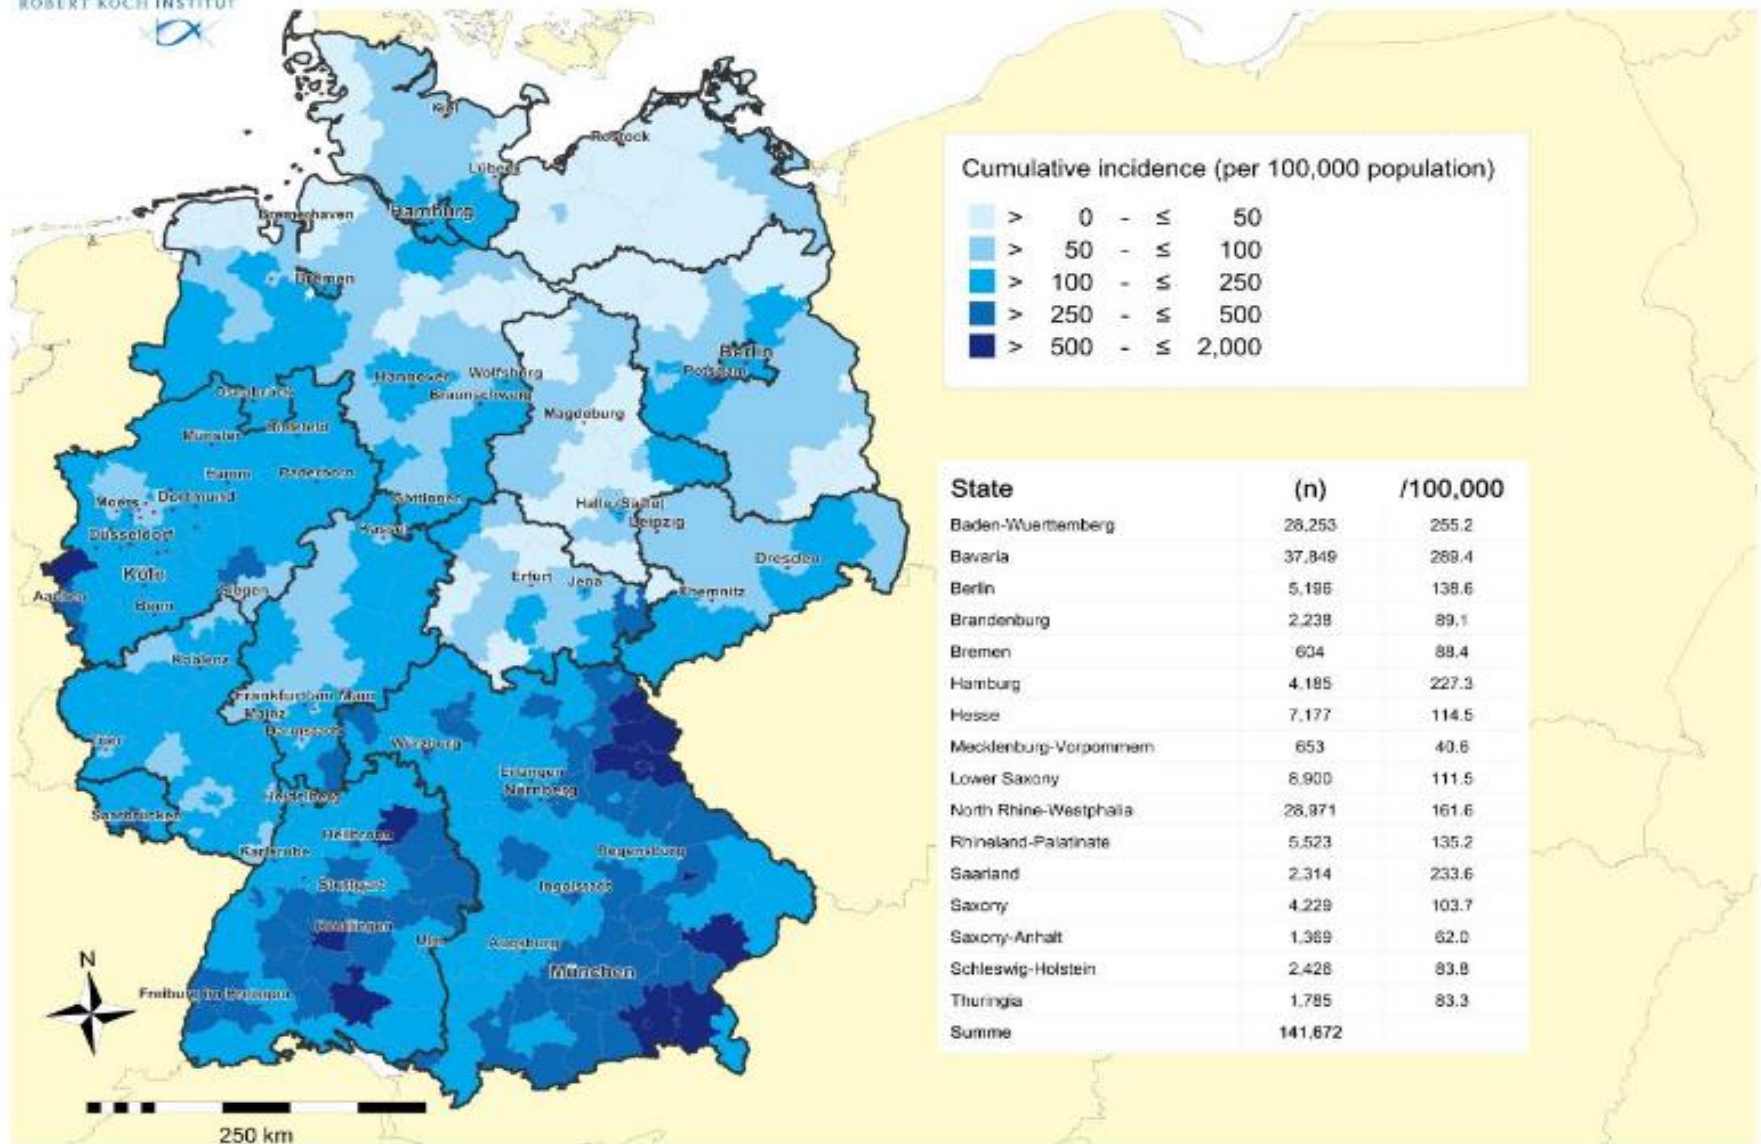 ROBERT KOCH INSTITUT
Kiel
Rostock
Lübeck
Bremerhaven
Hamburg
Bremen
Berlin
Potsdam
Hannover Wolfsburg
Braunschweig
Osnabrück
Magdeburg
Bielefeld
Münster
Hamm Paderborn
Moers Dortmund
Göttingen
Halle (Saale)
Leipzig
Düsseldorf
Kassel
Dresden
Köln
Erfurt Jena
Aachen
Siegen
Chemnitz
Bonn
Koblenz
Frankfurt am Main
Mainz
Darmstadt
Trier
Würzburg
Erlangen
Nürnberg
Heidelberg
Saarbrücken
Heilbronn
Karlsruhe
Regensburg
Stuttgart
Ingolstadt
Reutlingen
Ulm
Augsburg
München
Freiburg im Breisgau
N
250 km
Cumulative incidence (per 100,000 population)
> 0 - ≤ 50
> 50 - ≤ 100
> 100 - ≤ 250
> 250 - ≤ 500
> 500 - ≤ 2,000
State (n) /100,000
Baden-Wuerttemberg 28,253 255.2
Bavaria 37,849 289.4
Berlin 5,196 138.6
Brandenburg 2,238 89.1
Bremen 604 88.4
Hamburg 4,185 227.3
Hesse 7,177 114.5
Mecklenburg-Vorpommern 653 40.6
Lower Saxony 8,900 111.5
North Rhine-Westphalia 28,971 161.6
Rhineland-Palatinate 5,523 135.2
Saarland 2,314 233.6
Saxony 4,229 103.7
Saxony-Anhalt 1,369 62.0
Schleswig-Holstein 2,426 83.8
Thuringia 1,785 83.3
Summe 141,672